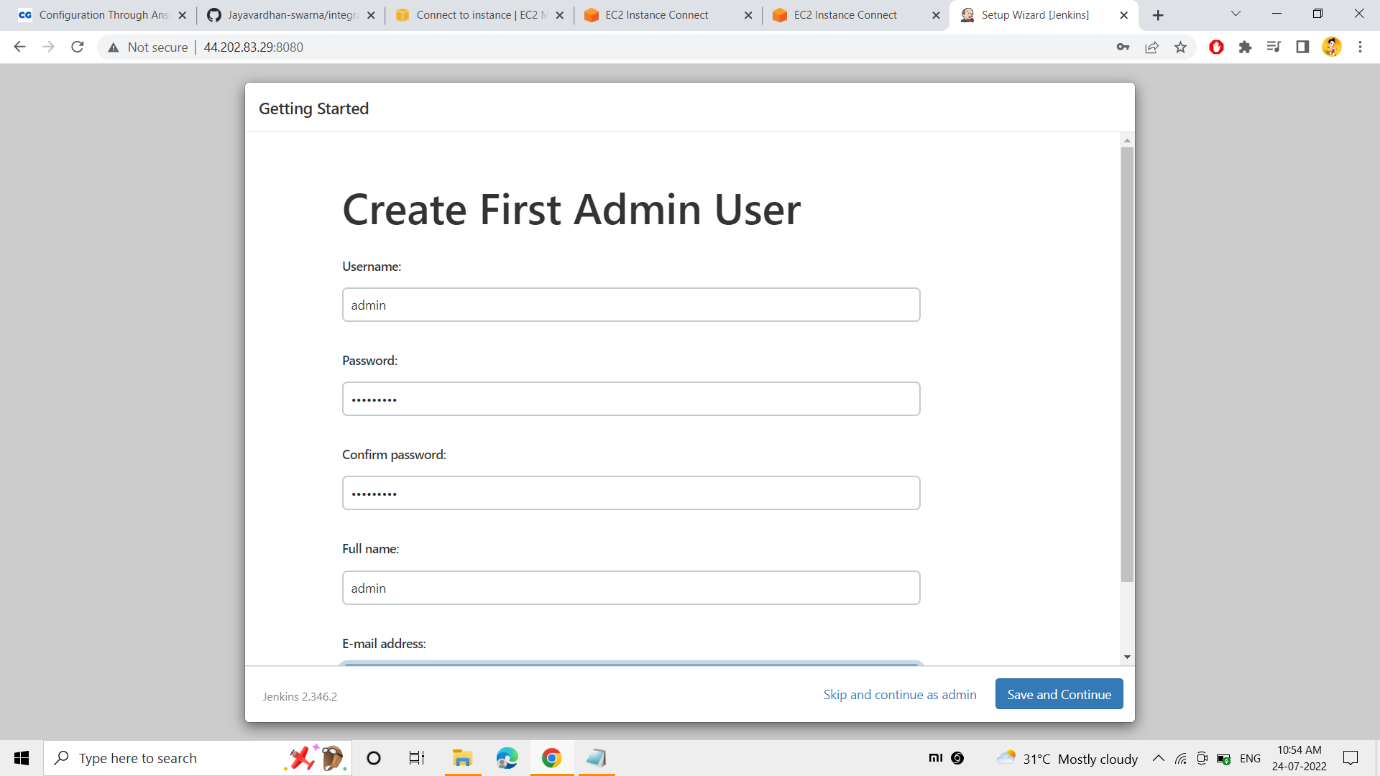 Configuration Through Ans
Jayavardhan-swarna/integra
Connect to instance | EC2 M
EC2 Instance Connect
EC2 Instance Connect
Setup Wizard [Jenkins]
Not secure
44.202.83.29:8080
Getting Started
Create First Admin User
Username:
admin
Password:
•••••••••
Confirm password:
•••••••••
Full name:
admin
E-mail address:
Jenkins 2.346.2
Skip and continue as admin
Save and Continue
Type here to search
31°C Mostly cloudy
ENG
10:54 AM
24-07-2022